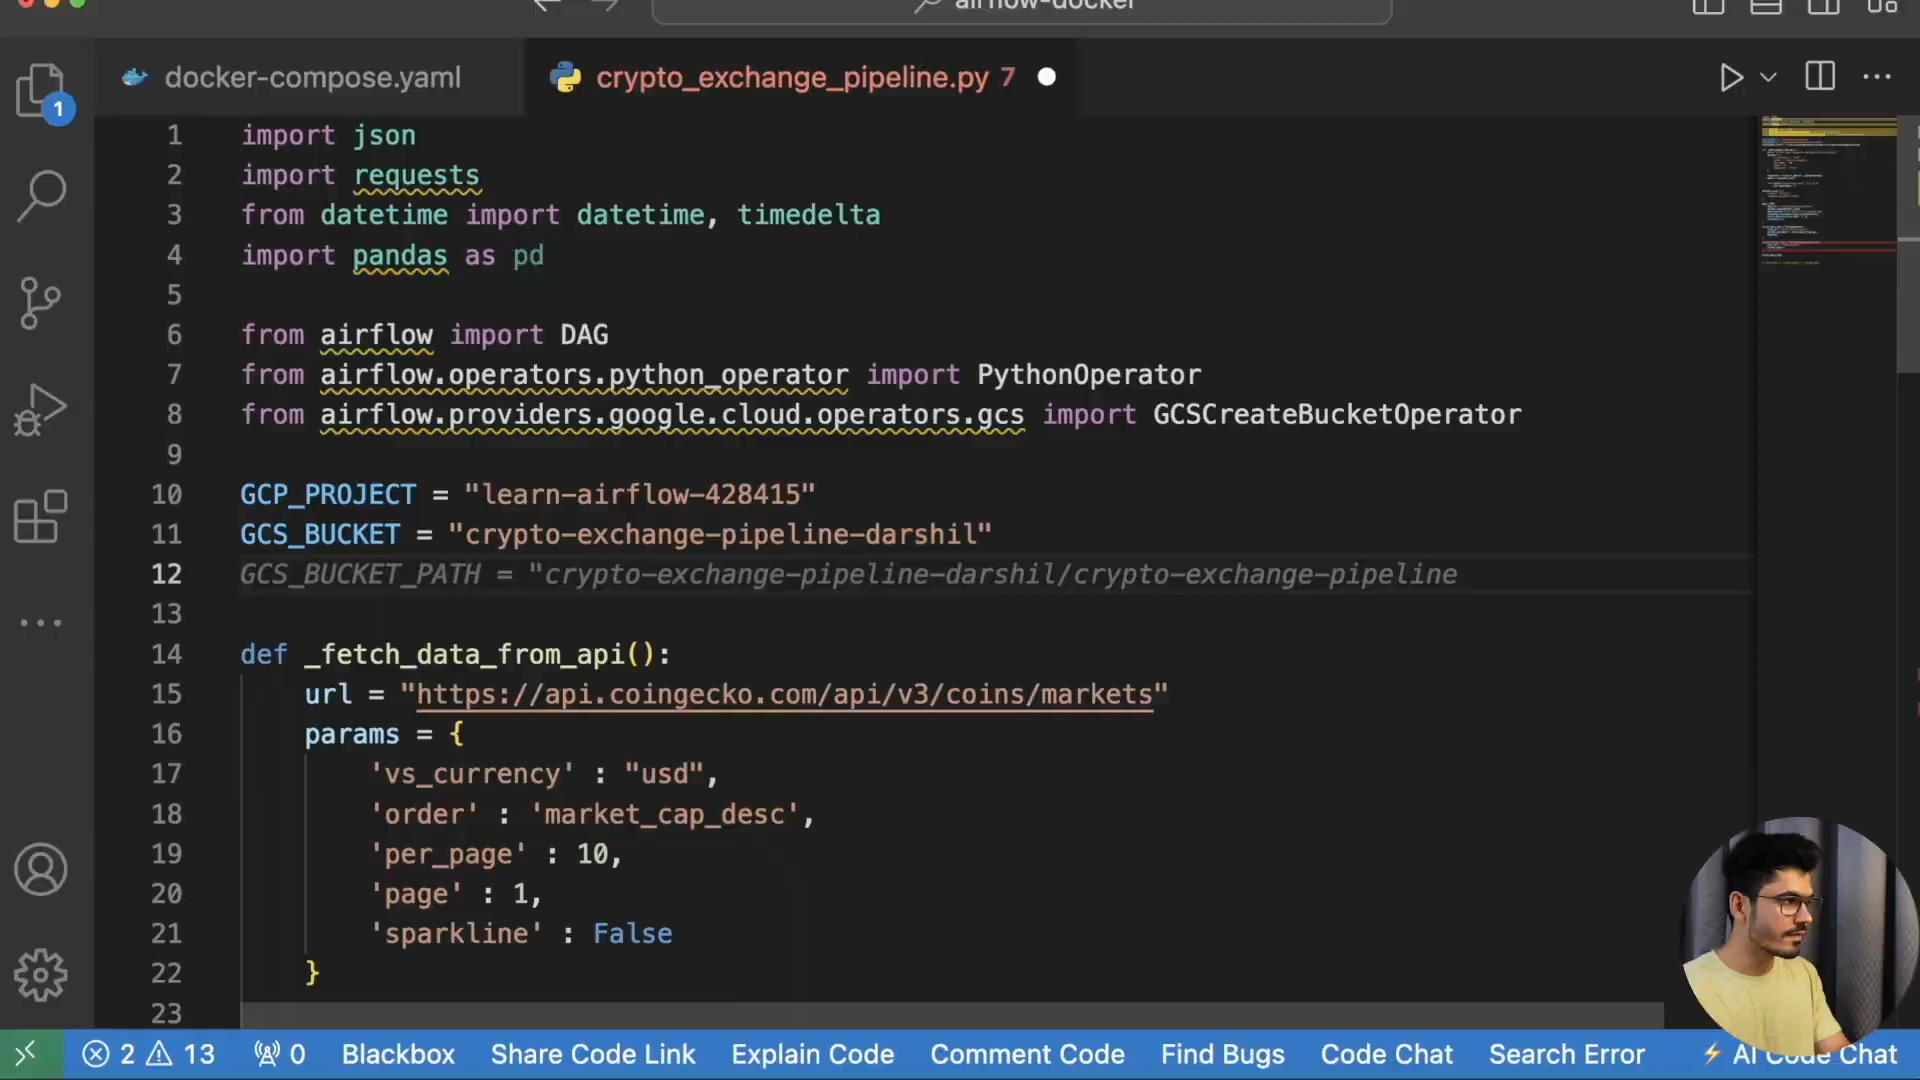 airflow-docker
docker-compose.yaml
crypto_exchange_pipeline.py 7
1
1 import json
2 import requests
3 from datetime import datetime, timedelta
4 import pandas as pd
5
6 from airflow import DAG
7 from airflow.operators.python_operator import PythonOperator
8 from airflow.providers.google.cloud.operators.gcs import GCSCreateBucketOperator
9
10 GCP_PROJECT = "learn-airflow-428415"
11 GCS_BUCKET = "crypto-exchange-pipeline-darshil"
12 GCS_BUCKET_PATH = "crypto-exchange-pipeline-darshil/crypto-exchange-pipeline
13
14 def _fetch_data_from_api():
15 url = "https://api.coingecko.com/api/v3/coins/markets"
16 params = {
17 'vs_currency' : "usd",
18 'order' : 'market_cap_desc',
19 'per_page' : 10,
20 'page' : 1,
21 'sparkline' : False
22 }
23
2 13 0 Blackbox Share Code Link Explain Code Comment Code Find Bugs Code Chat Search Error AI Code Chat